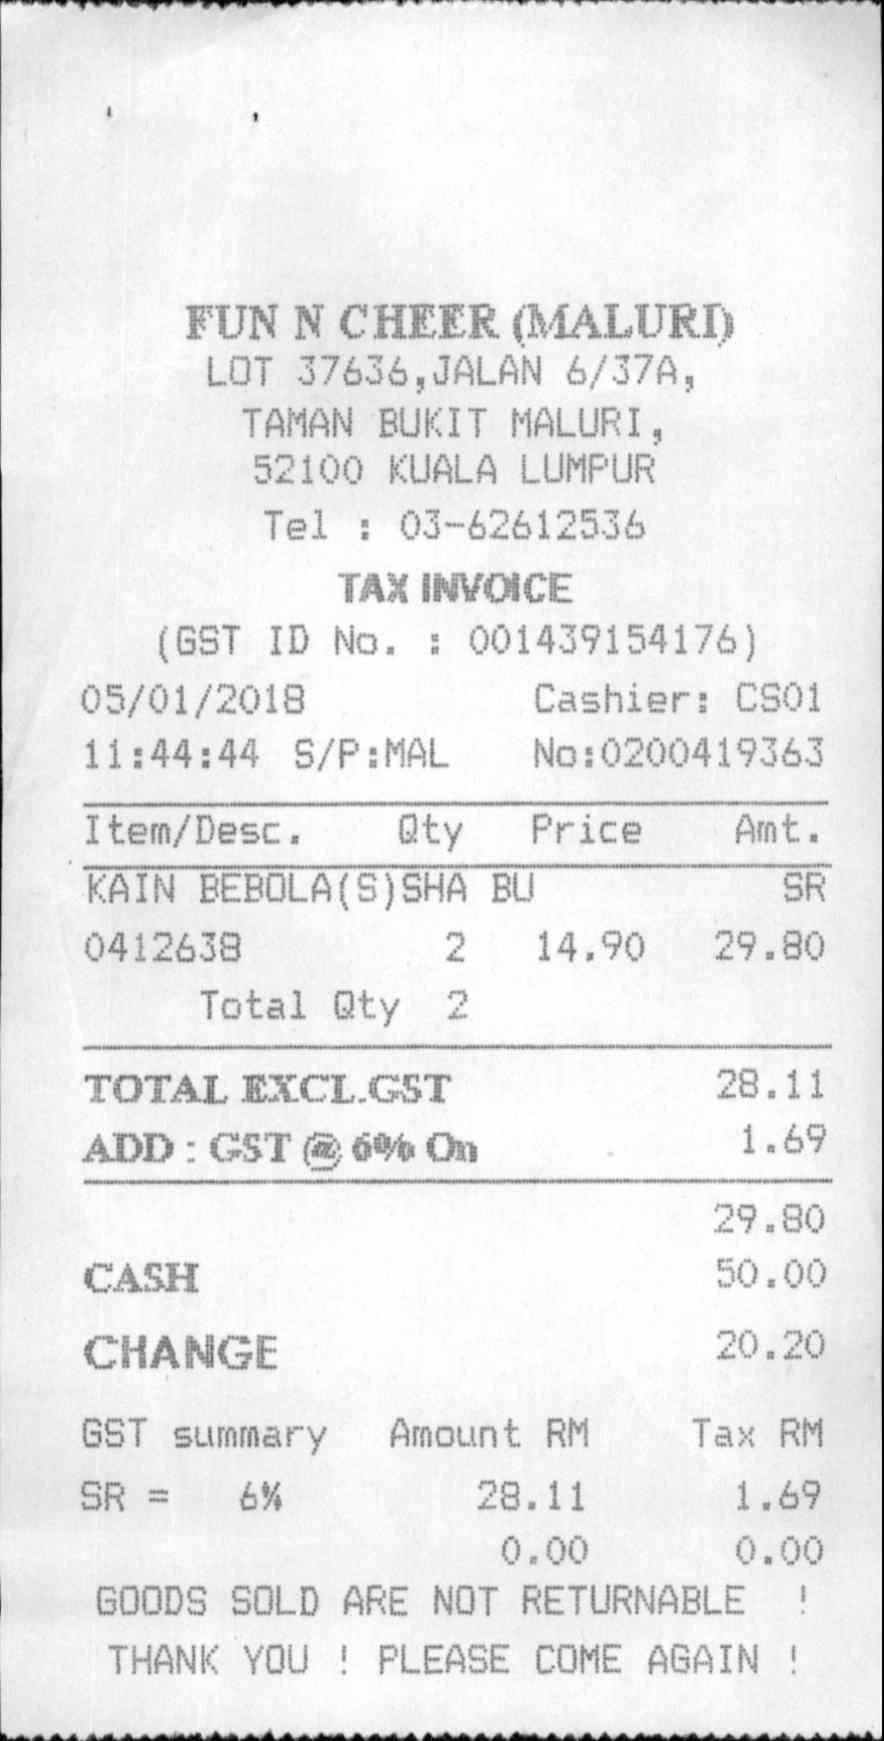 FUN N CHEER (MALURI)
LOT 37636,JALAN 6/37A,
TAMAN BUKIT MALURI,
52100 KUALA LUMPUR
Tel : 03-62612536
TAX INVOICE
(GST ID No. : 001439154176)
05/01/2018 Cashier: CS01
11:44:44 S/P:MAL No:0200419363
Item/Desc. Qty Price Amt.
KAIN BEBOLA(S)SHA BU SR
0412638 2 14.90 29.80
Total Qty 2
TOTAL EXCL.GST 28.11
ADD : GST @ 6% On 1.69
29.80
CASH 50.00
CHANGE 20.20
GST summary Amount RM Tax RM
SR = 6% 28.11 1.69
0.00 0.00
GOODS SOLD ARE NOT RETURNABLE !
THANK YOU ! PLEASE COME AGAIN !